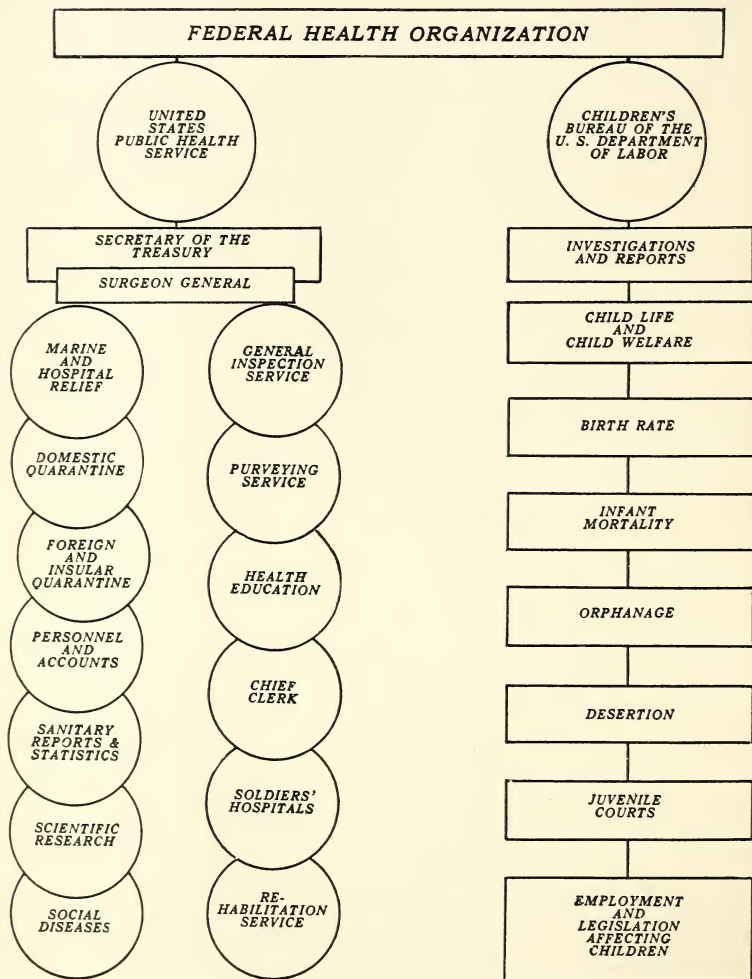 FEDERAL HEALTH ORGANIZATION
UNITED
STATES
PUBLIC HEALTH
SERVICE
SECRETARY OF THE
TREASURY
SURGEON GENERAL
MARINE
AND
HOSPITAL
RELIEF
DOMESTIC
QUARANTINE
FOREIGN
AND
INSULAR
QUARANTINE
PERSONNEL
AND
ACCOUNTS
SANITARY
REPORTS &
STATISTICS
SCIENTIFIC
RESEARCH
SOCIAL
DISEASES
GENERAL
INSPECTION
SERVICE
PURVEYING
SERVICE
HEALTH
EDUCATION
CHIEF
CLERK
SOLDIERS'
HOSPITALS
RE-
HABILITATION
SERVICE
CHILDREN'S
BUREAU OF THE
U. S. DEPARTMENT
OF LABOR
INVESTIGATIONS
AND REPORTS
CHILD LIFE
AND
CHILD WELFARE
BIRTH RATE
INFANT
MORTALITY
ORPHANAGE
DESERTION
JUVENILE
COURTS
EMPLOYMENT
AND
LEGISLATION
AFFECTING
CHILDREN